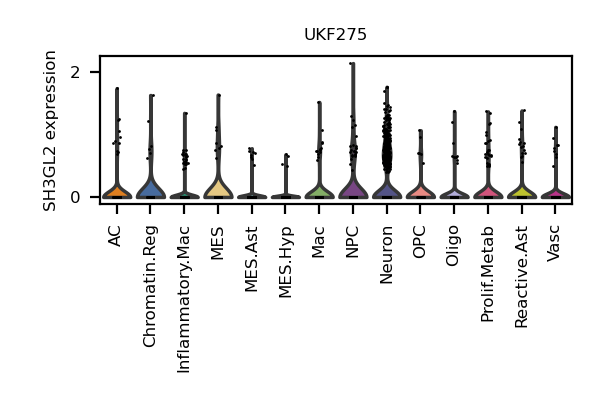 UKF275
SH3GL2 expression
2
0
AC
Chromatin.Reg
Inflammatory.Mac
MES
MES.Ast
MES.Hyp
Mac
NPC
Neuron
OPC
Oligo
Prolif.Metab
Reactive.Ast
Vasc